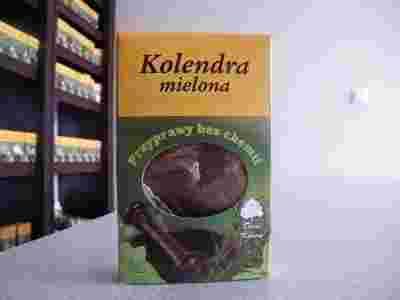 Kolendra
mielona
Przyprawy bez chemii